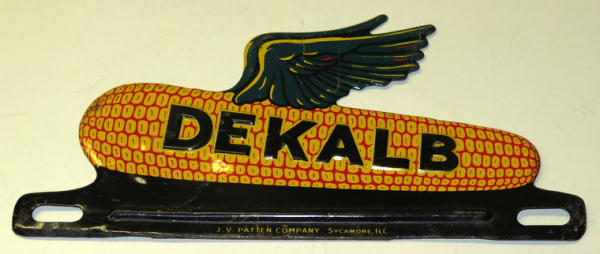 DEKALB
J. V. PATTEN COMPANY SYCAMORE, ILL.